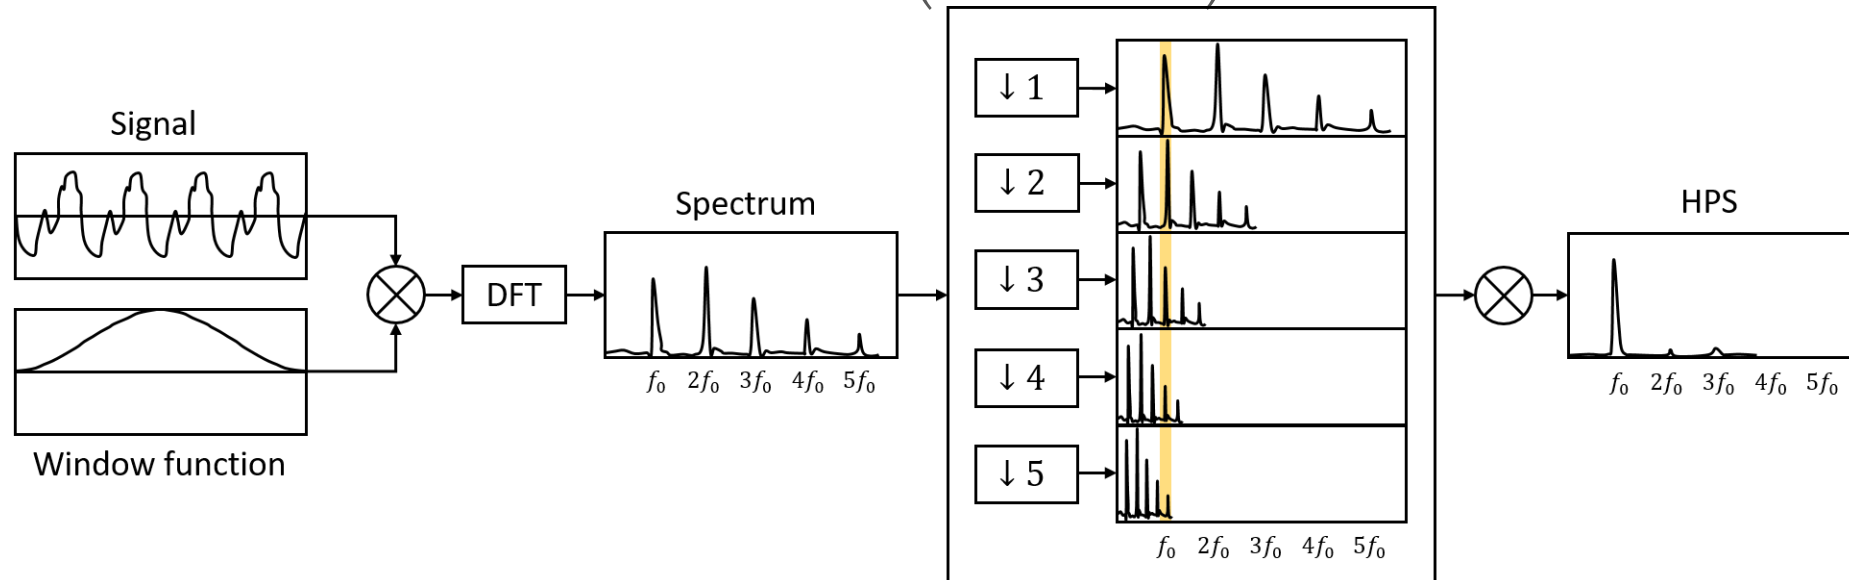 Signal
Window function
DFT
Spectrum
f₀ 2f₀ 3f₀ 4f₀ 5f₀
↓ 1
↓ 2
↓ 3
↓ 4
↓ 5
f₀ 2f₀ 3f₀ 4f₀ 5f₀
HPS
f₀ 2f₀ 3f₀ 4f₀ 5f₀